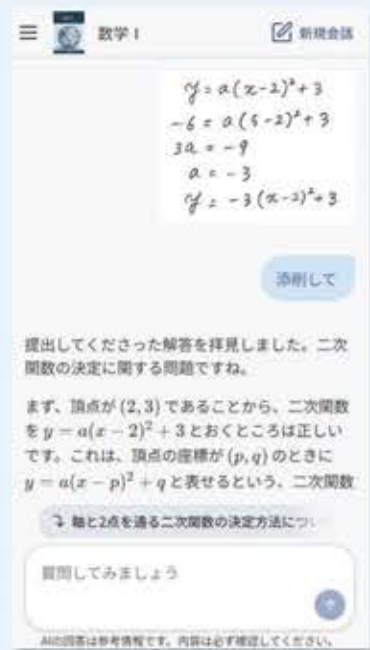 数学 I
新規会話
y = a(x-2)²+3
-6 = a(5-2)²+3
3a = -9
a = -3
y = -3(x-2)²+3
添削して
提出してくださった解答を拝見しました。二次
関数の決定に関する問題ですね。
まず、頂点が (2,3) であることから、二次関数
を y = a(x − 2)² + 3 とおくところは正しい
です。これは、頂点の座標が (p, q) のときに
y = a(x − p)² + q と表せるという、二次関数
軸と2点を通る二次関数の決定方法につい
質問してみましょう
AIの回答は参考情報です。内容は必ず確認してください。